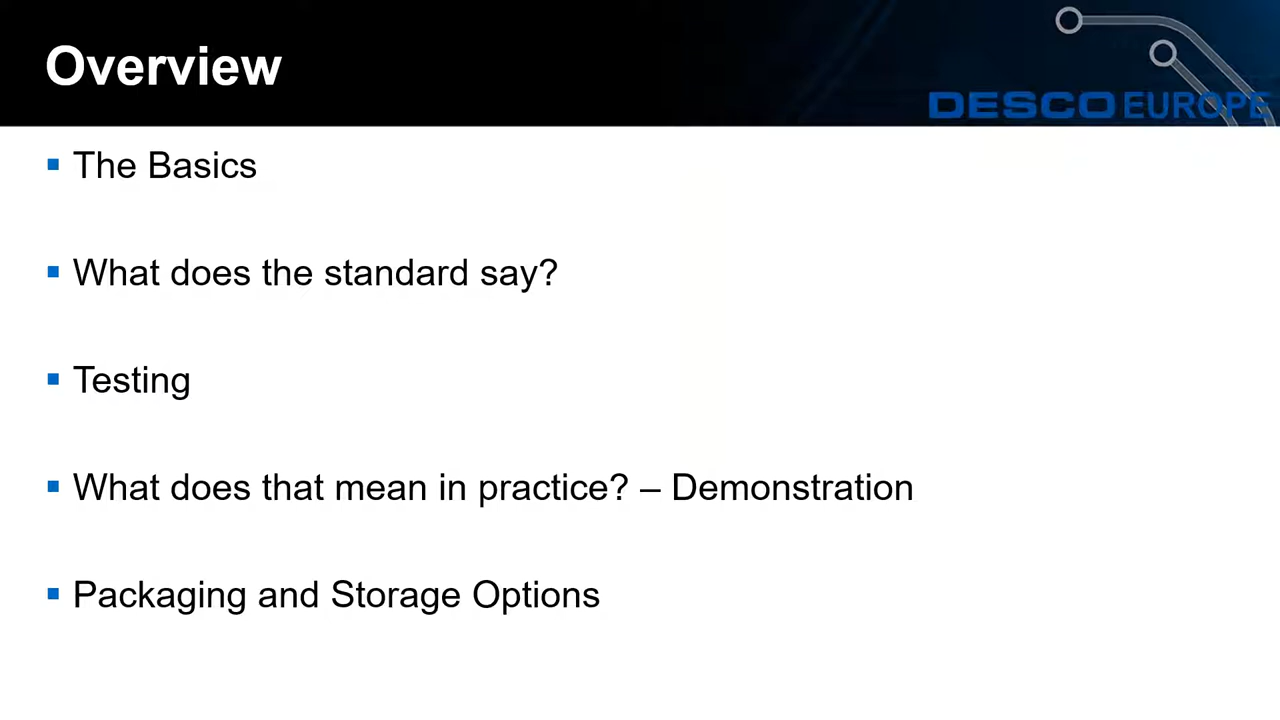 Overview
DESCO EUROPE
The Basics
What does the standard say?
Testing
What does that mean in practice? – Demonstration
Packaging and Storage Options